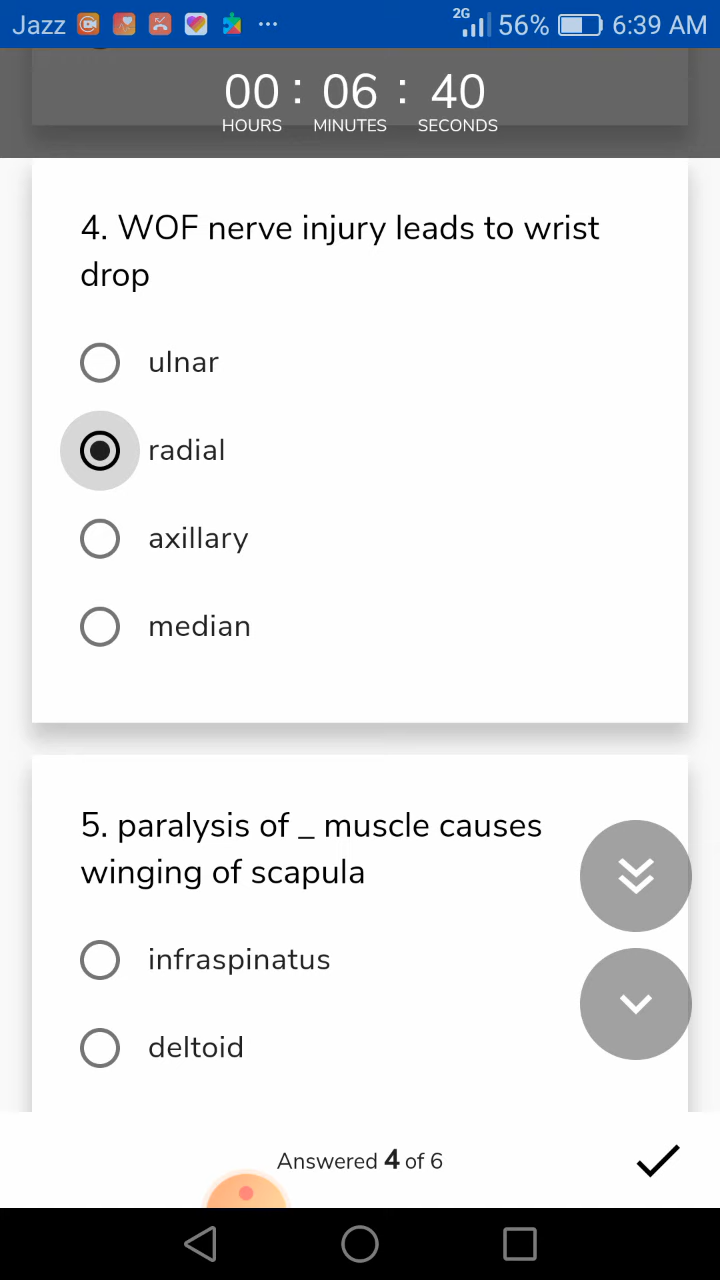 Jazz 2G 56% 6:39 AM
00 : 06 : 40
HOURS MINUTES SECONDS
4. WOF nerve injury leads to wrist
drop
ulnar
radial
axillary
median
5. paralysis of _ muscle causes
winging of scapula
infraspinatus
deltoid
Answered 4 of 6